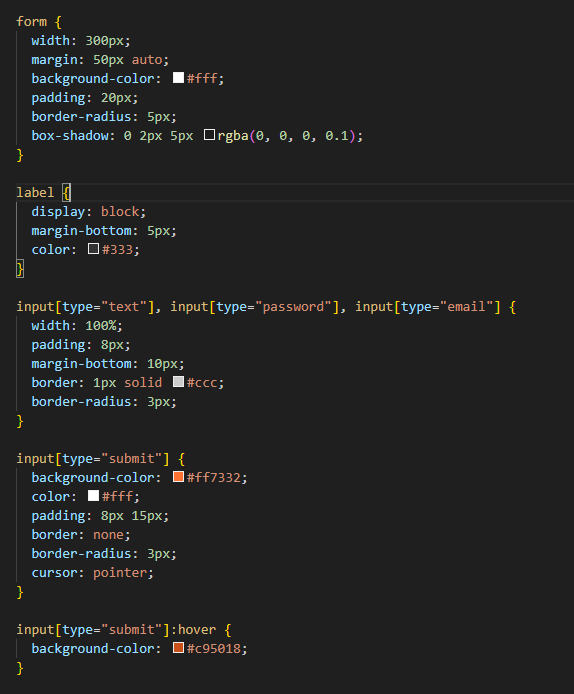 form {
  width: 300px;
  margin: 50px auto;
  background-color: #fff;
  padding: 20px;
  border-radius: 5px;
  box-shadow: 0 2px 5px rgba(0, 0, 0, 0.1);
}

label {
  display: block;
  margin-bottom: 5px;
  color: #333;
}

input[type="text"], input[type="password"], input[type="email"] {
  width: 100%;
  padding: 8px;
  margin-bottom: 10px;
  border: 1px solid #ccc;
  border-radius: 3px;
}

input[type="submit"] {
  background-color: #ff7332;
  color: #fff;
  padding: 8px 15px;
  border: none;
  border-radius: 3px;
  cursor: pointer;
}

input[type="submit"]:hover {
  background-color: #c95018;
}